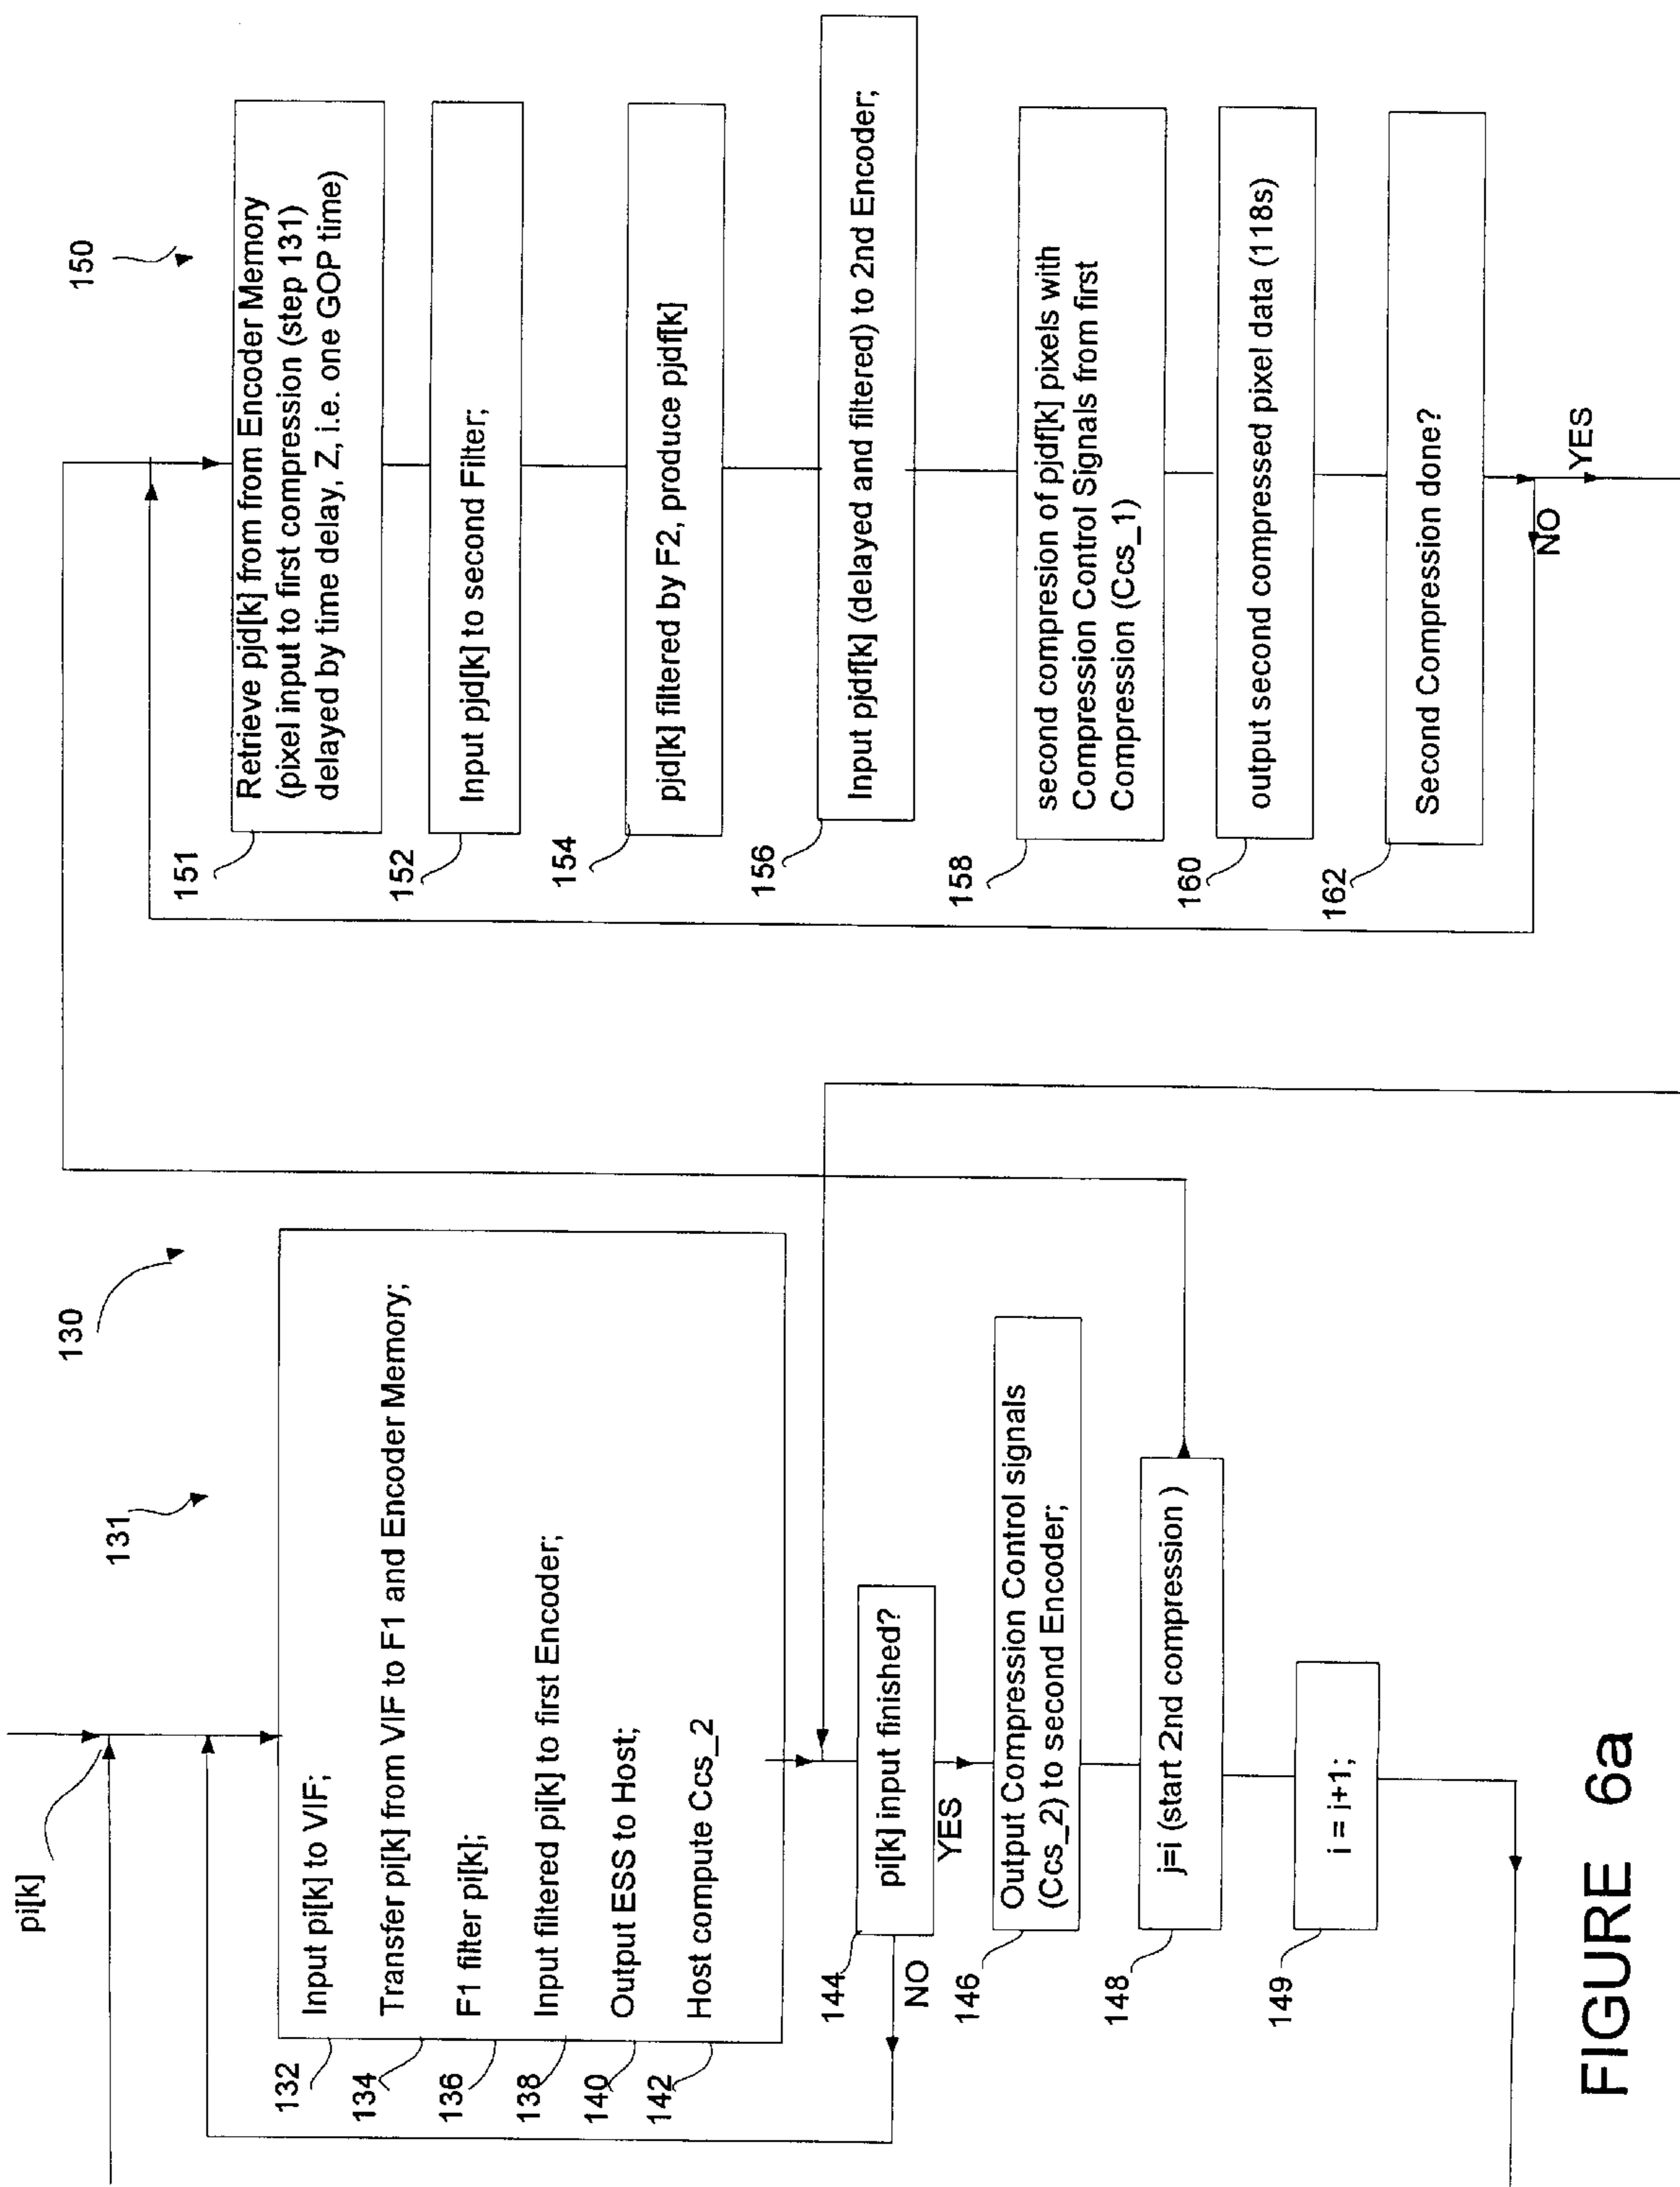 pi[k]
130
131
132
Input pi[k] to VIF;
134
Transfer pi[k] from VIF to F1 and Encoder Memory;
136
F1 filter pi[k];
138
Input filtered pi[k] to first Encoder;
140
Output ESS to Host;
142
Host compute Ccs_2
144
pi[k] input finished?
NO
YES
146
Output Compression Control signals
(Ccs_2) to second Encoder;
148
j=i (start 2nd compression )
149
i = i+1;
150
151
Retrieve pjd[k] from from Encoder Memory
(pixel input to first compression (step 131)
delayed by time delay, Z, i.e. one GOP time)
152
Input pjd[k] to second Filter;
154
pjd[k] filtered by F2, produce pjdf[k]
156
Input pjdf[k] (delayed and filtered) to 2nd Encoder;
158
second compresion of pjdf[k] pixels with
Compression Control Signals from first
Compression (Ccs_1)
160
output second compressed pixel data (118s)
162
Second Compression done?
NO
YES
FIGURE 6a